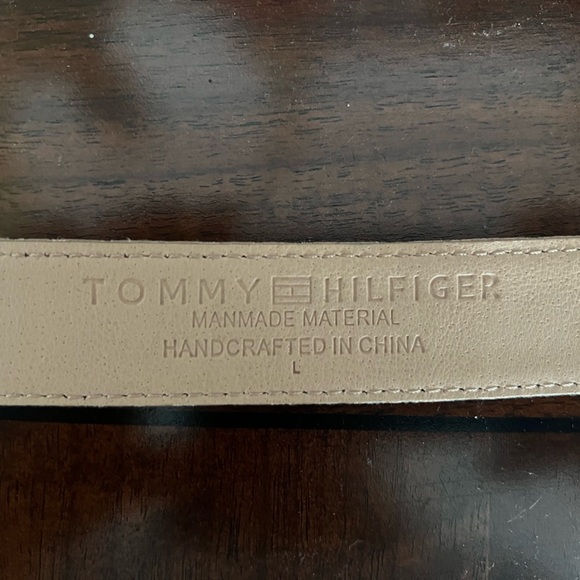 TOMMY HILFIGER
MANMADE MATERIAL
HANDCRAFTED IN CHINA
L